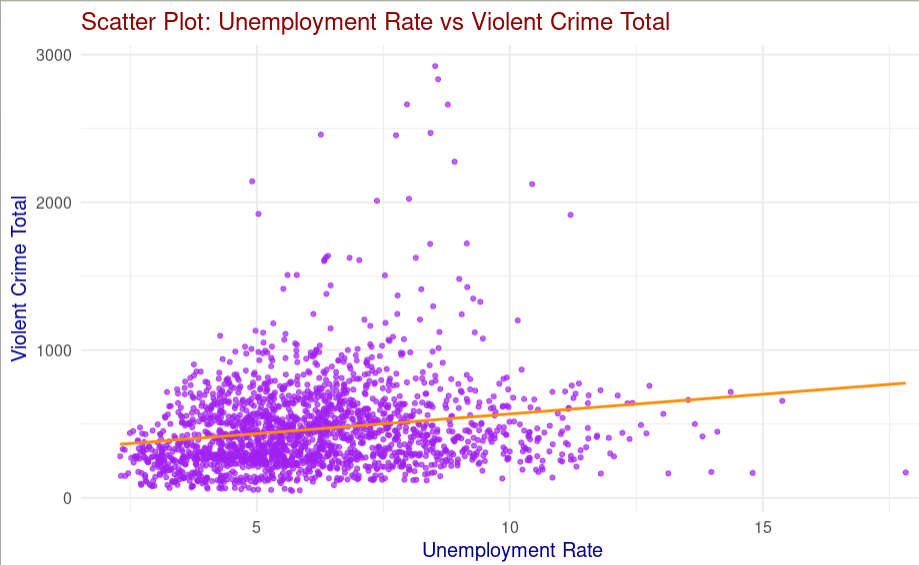 Scatter Plot: Unemployment Rate vs Violent Crime Total
3000
2000
1000
0
Violent Crime Total
5 10 15
Unemployment Rate